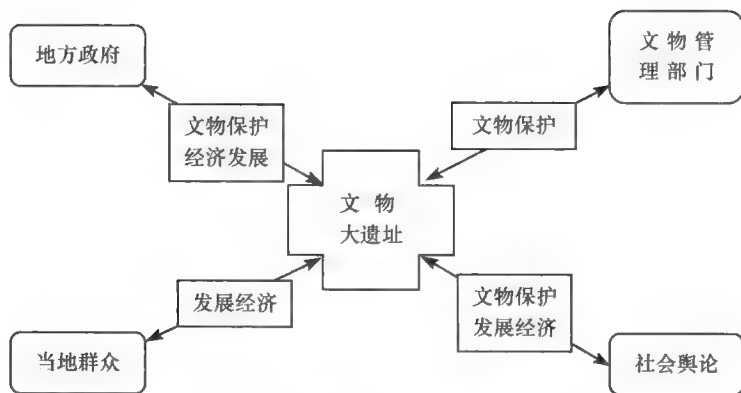 地方政府
文物管
理部门
文物保护
经济发展
文物保护
文物
大遗址
发展经济
文物保护
发展经济
当地群众
社会舆论